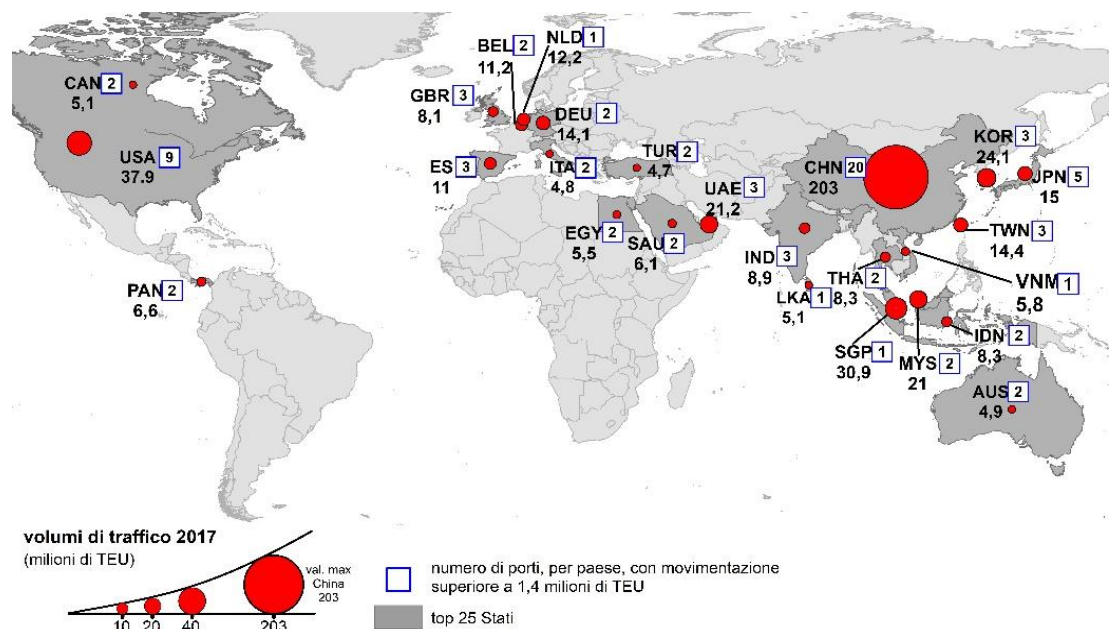 CAN 2
5,1
USA 9
37.9
PAN 2
6,6
BEL 2
11,2
NLD 1
12,2
GBR 3
8,1
DEU 2
14,1
ES 3
11
ITA 2
4,8
TUR 2
4,7
UAE 3
21,2
EGY 2
5,5
SAU 2
6,1
CHN 20
203
KOR 3
24,1
JPN 5
15
TWN 3
14,4
IND 3
8,9
LKA 1
5,1
THA 2
8,3
VNM 1
5,8
SGP 1
30,9
MYS 2
21
IDN 2
8,3
AUS 2
4,9
volumi di traffico 2017
(milioni di TEU)
val. max
China
203
10 20 40 203
numero di porti, per paese, con movimentazione
superiore a 1,4 milioni di TEU
top 25 Stati